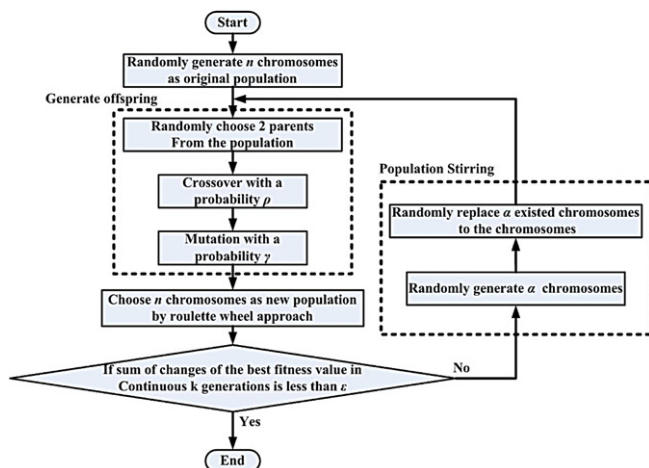 Start
Randomly generate n chromosomes
as original population
Generate offspring
Randomly choose 2 parents
From the population
Crossover with a
probability ρ
Mutation with a
probability γ
Choose n chromosomes as new population
by roulette wheel approach
If sum of changes of the best fitness value in
Continuous k generations is less than ε
No
Yes
End
Population Stirring
Randomly replace α existed chromosomes
to the chromosomes
Randomly generate α chromosomes